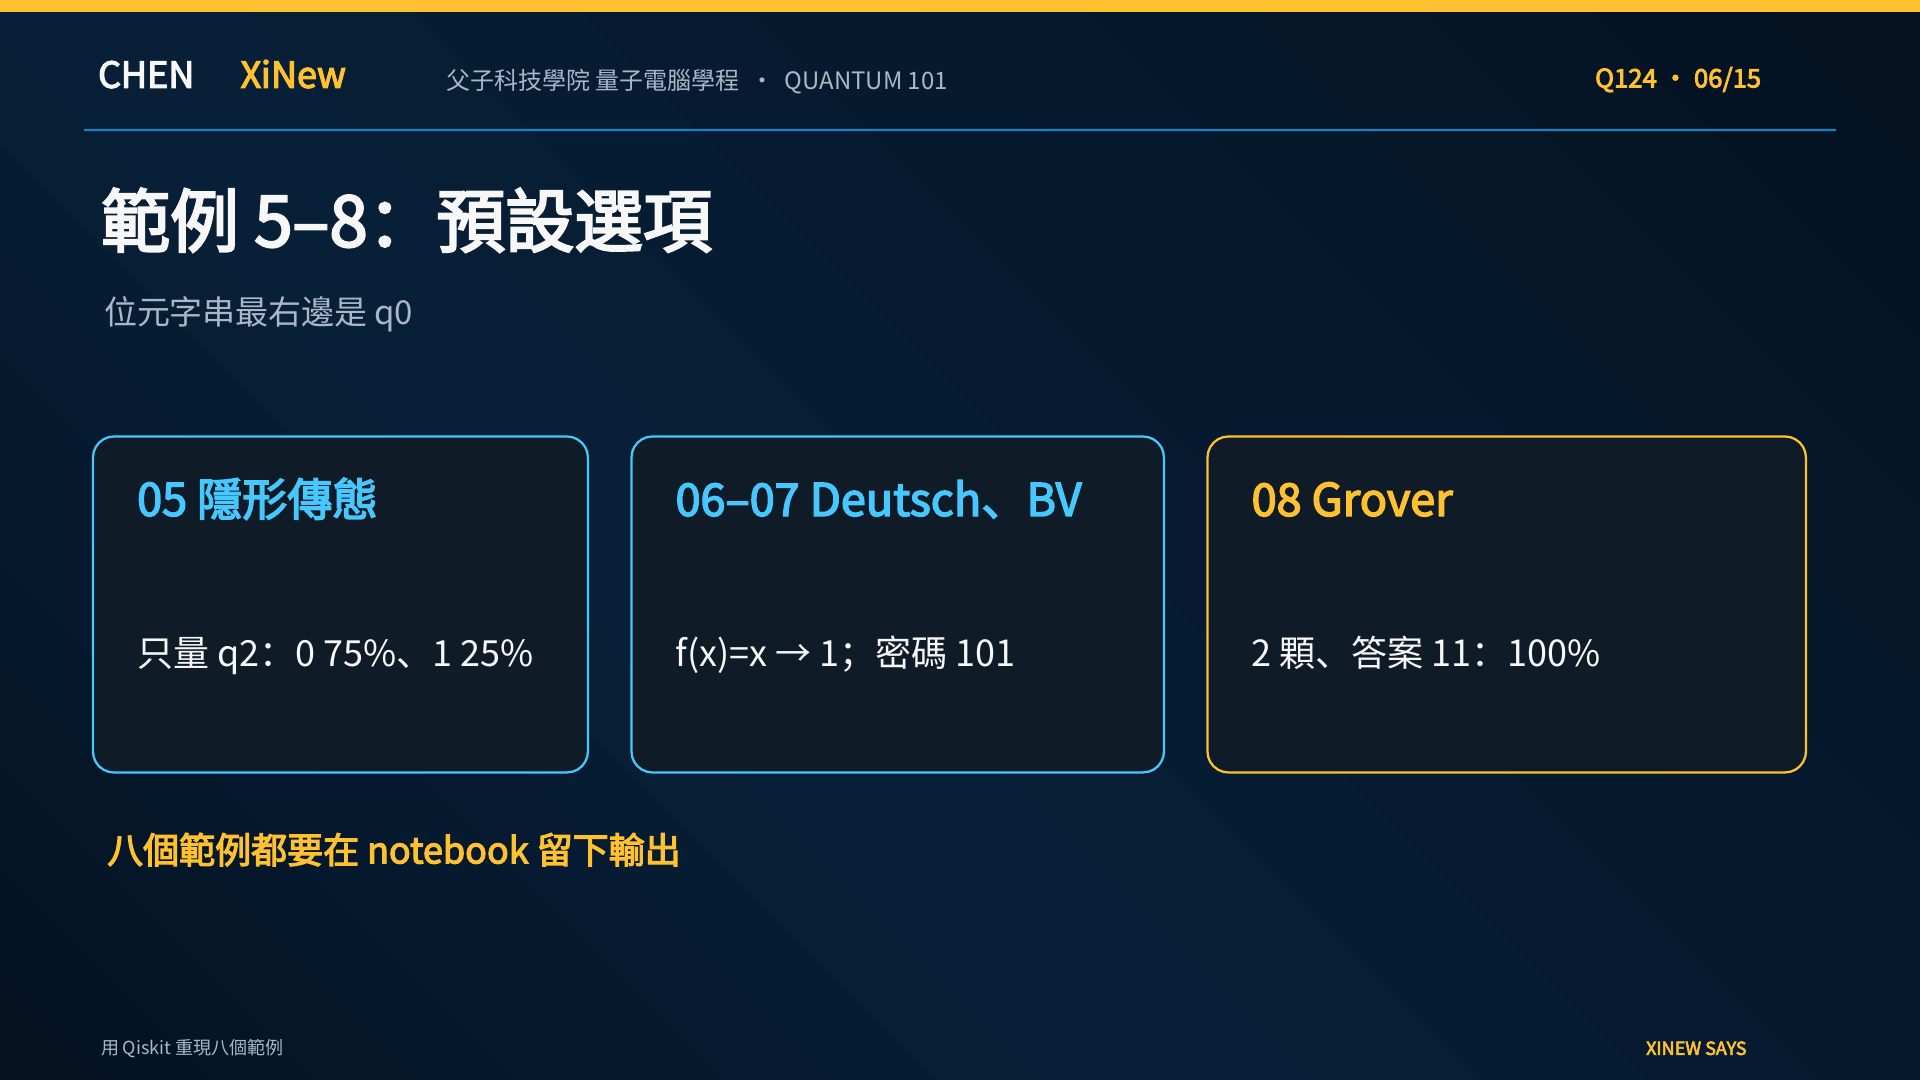 CHEN XiNew 父子科技學院 量子電腦學程 · QUANTUM 101 Q124 · 06/15
範例 5–8：預設選項
位元字串最右邊是 q0
05 隱形傳態
只量 q2：0 75%、1 25%
06–07 Deutsch、BV
f(x)=x → 1；密碼 101
08 Grover
2 顆、答案 11：100%
八個範例都要在 notebook 留下輸出
用 Qiskit 重現八個範例
XINEW SAYS